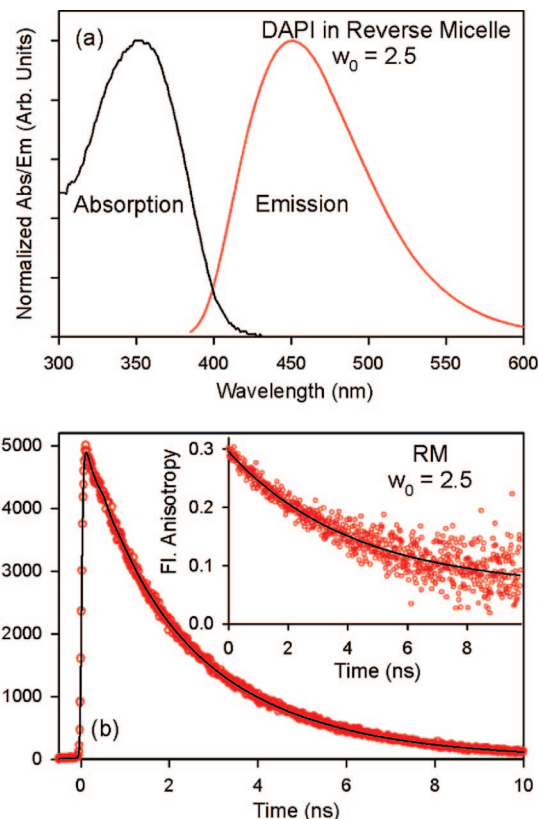 (a)
DAPI in Reverse Micelle
w0 = 2.5
Normalized Abs/Em (Arb. Units)
Absorption
Emission
300 350 400 450 500 550 600
Wavelength (nm)
5000
4000
3000
2000
1000
0
RM
w0 = 2.5
Fl. Anisotropy
0.3
0.2
0.1
0.0
0 2 4 6 8
Time (ns)
(b)
0 2 4 6 8 10
Time (ns)